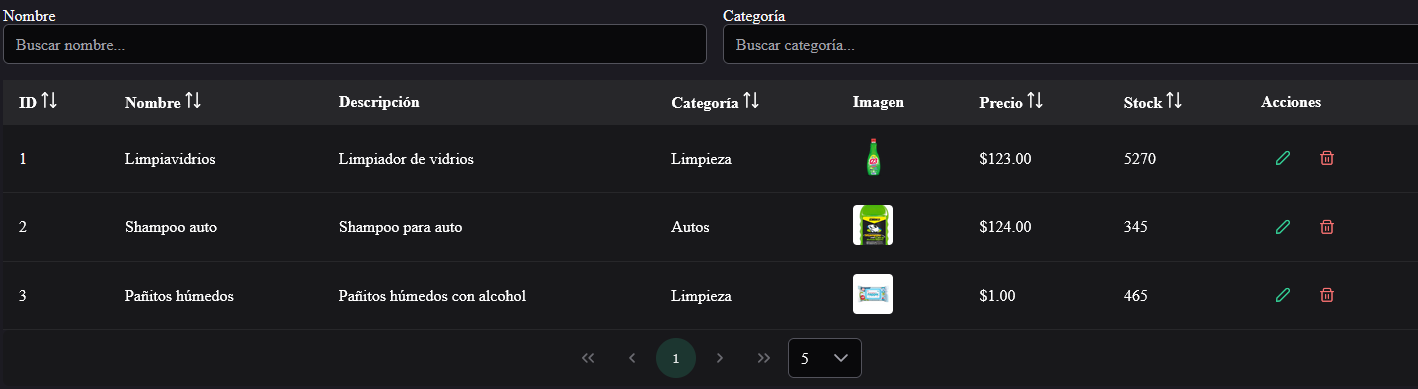 Nombre Categoría
Buscar nombre... Buscar categoría...
ID Nombre Descripción Categoría Imagen Precio Stock Acciones
1 Limpiavidrios Limpiador de vidrios Limpieza $123.00 5270
2 Shampoo auto Shampoo para auto Autos $124.00 345
3 Pañitos húmedos Pañitos húmedos con alcohol Limpieza $1.00 465
1 5